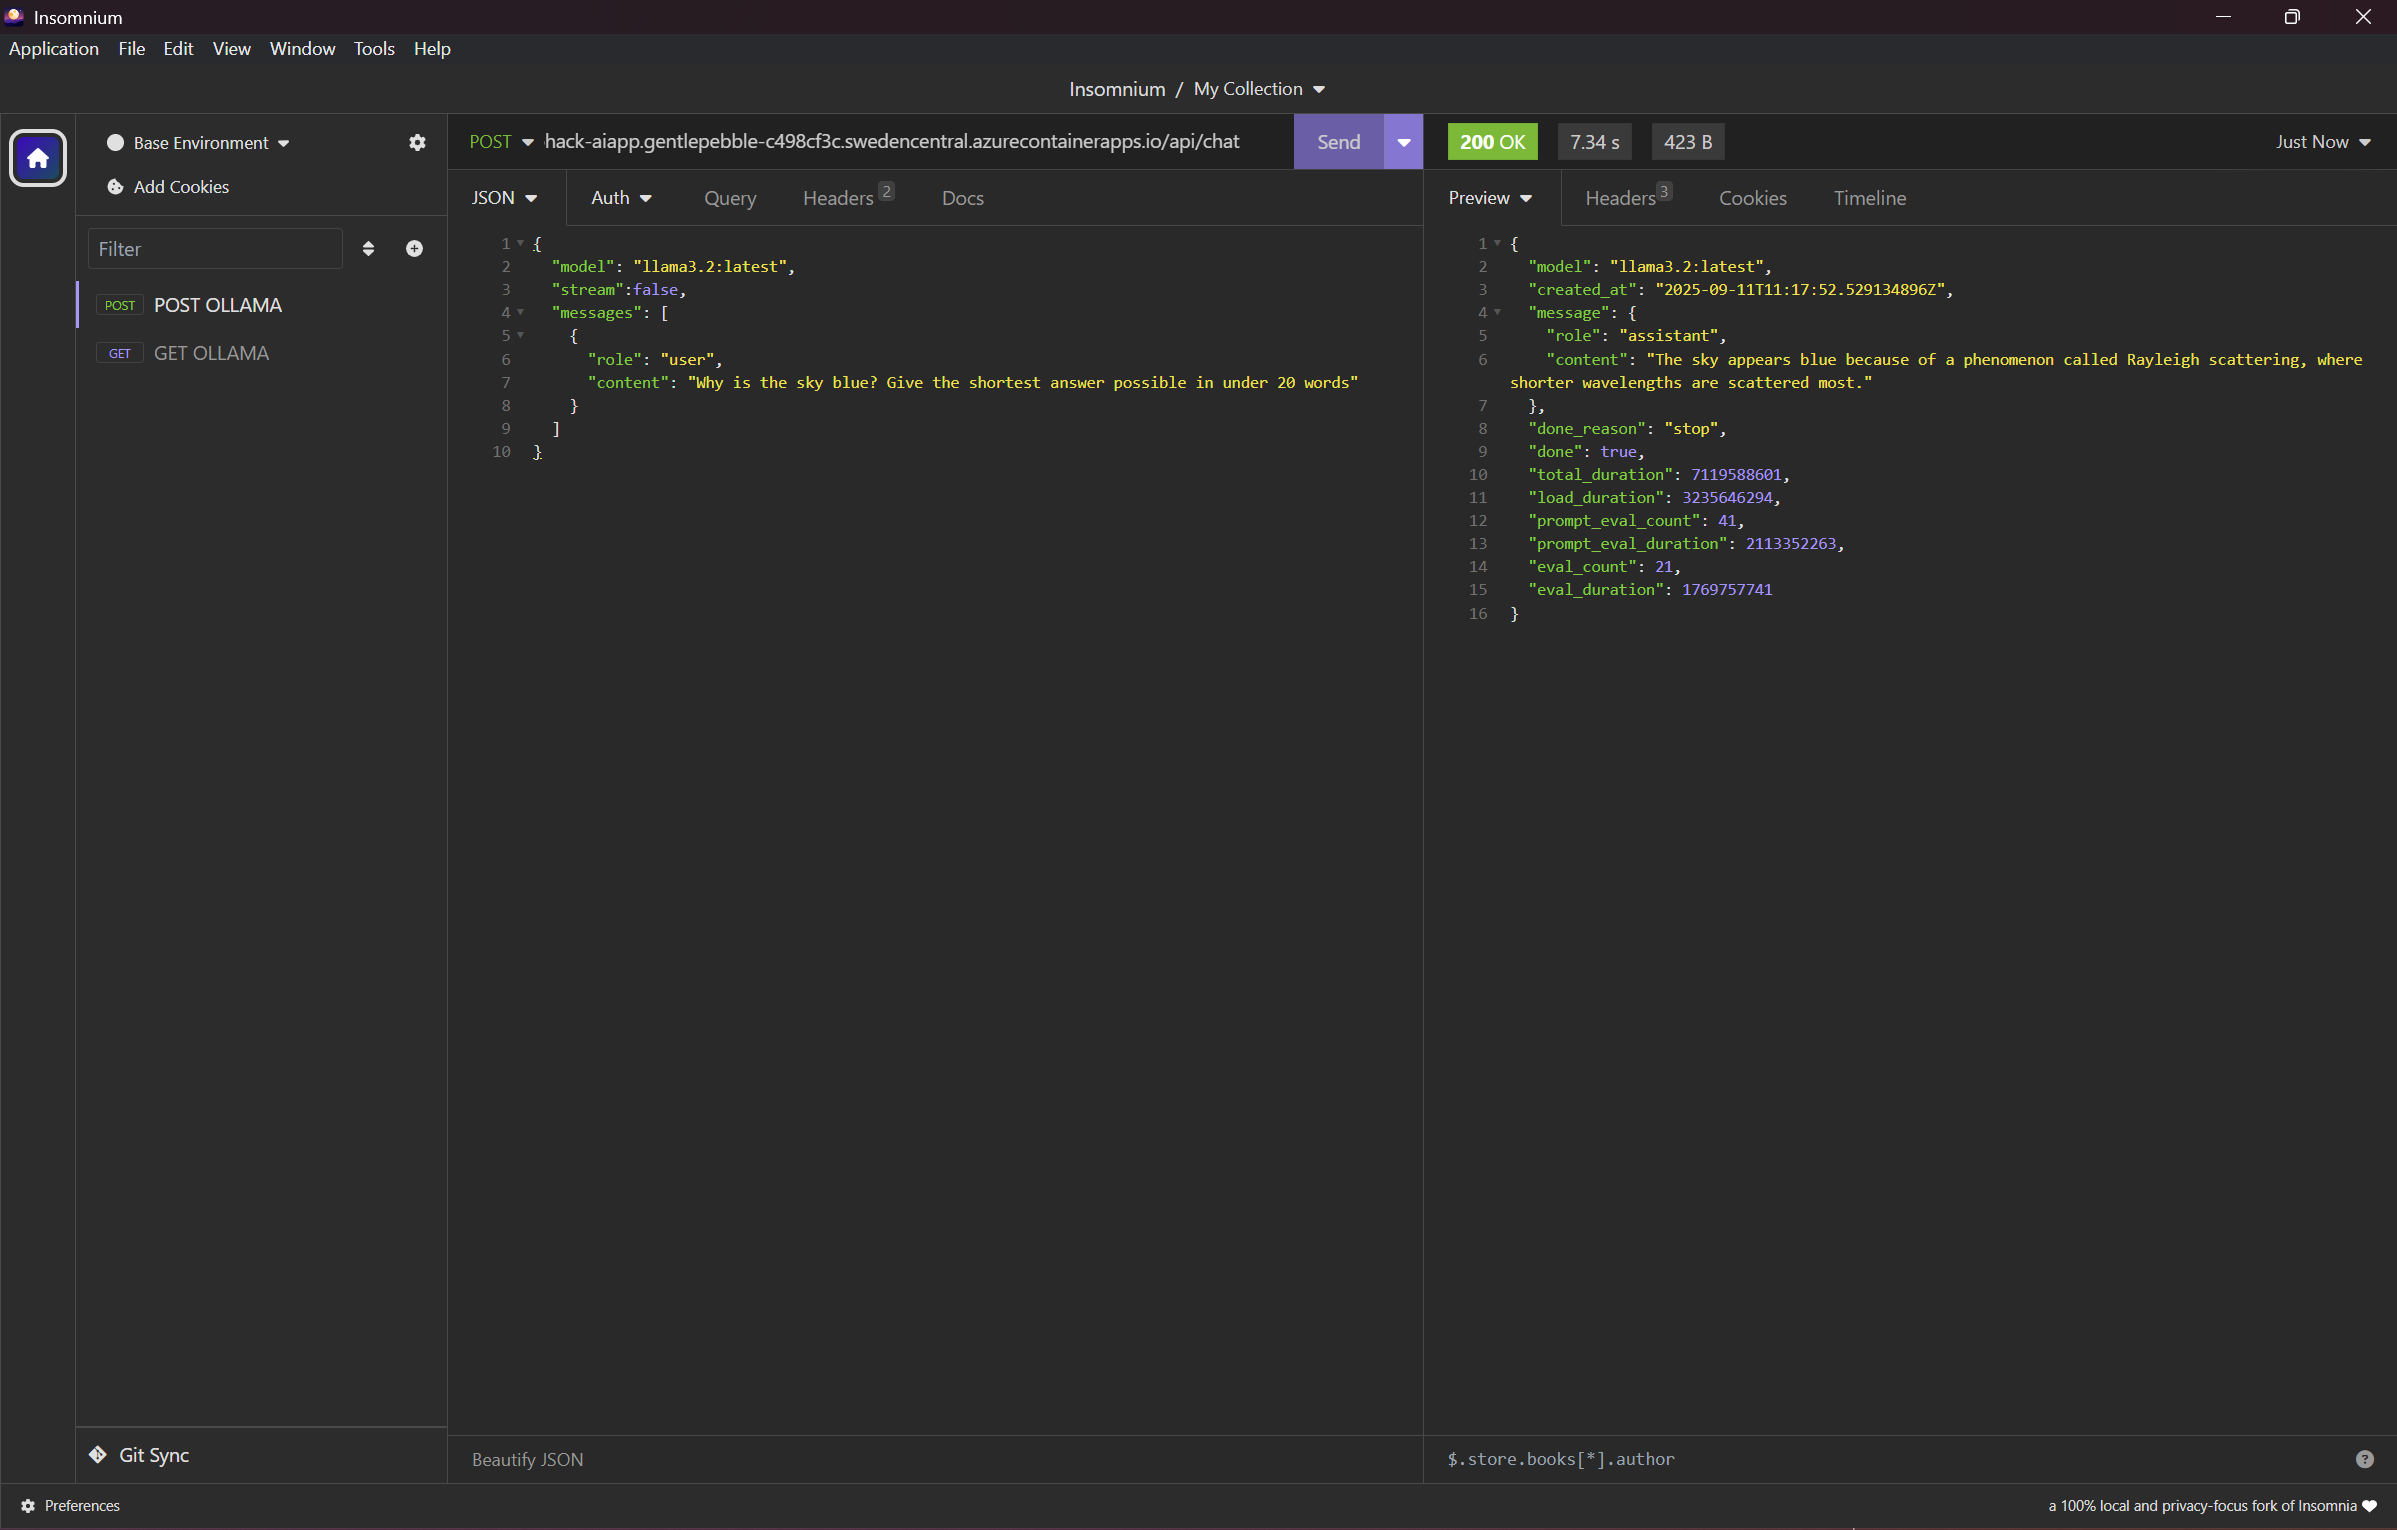 Insomnium
Application File Edit View Window Tools Help
Insomnium / My Collection
Base Environment
Add Cookies
Filter
POST POST OLLAMA
GET GET OLLAMA
Git Sync
POST hack-aiapp.gentlepebble-c498cf3c.swedencentral.azurecontainerapps.io/api/chat Send
JSON Auth Query Headers 2 Docs
1 {
2 "model": "llama3.2:latest",
3 "stream":false,
4 "messages": [
5 {
6 "role": "user",
7 "content": "Why is the sky blue? Give the shortest answer possible in under 20 words"
8 }
9 ]
10 }
Beautify JSON
200 OK 7.34 s 423 B Just Now
Preview Headers 3 Cookies Timeline
1 {
2 "model": "llama3.2:latest",
3 "created_at": "2025-09-11T11:17:52.529134896Z",
4 "message": {
5 "role": "assistant",
6 "content": "The sky appears blue because of a phenomenon called Rayleigh scattering, where
shorter wavelengths are scattered most."
7 },
8 "done_reason": "stop",
9 "done": true,
10 "total_duration": 7119588601,
11 "load_duration": 3235646294,
12 "prompt_eval_count": 41,
13 "prompt_eval_duration": 2113352263,
14 "eval_count": 21,
15 "eval_duration": 1769757741
16 }
$.store.books[*].author ?
Preferences
a 100% local and privacy-focus fork of Insomnia